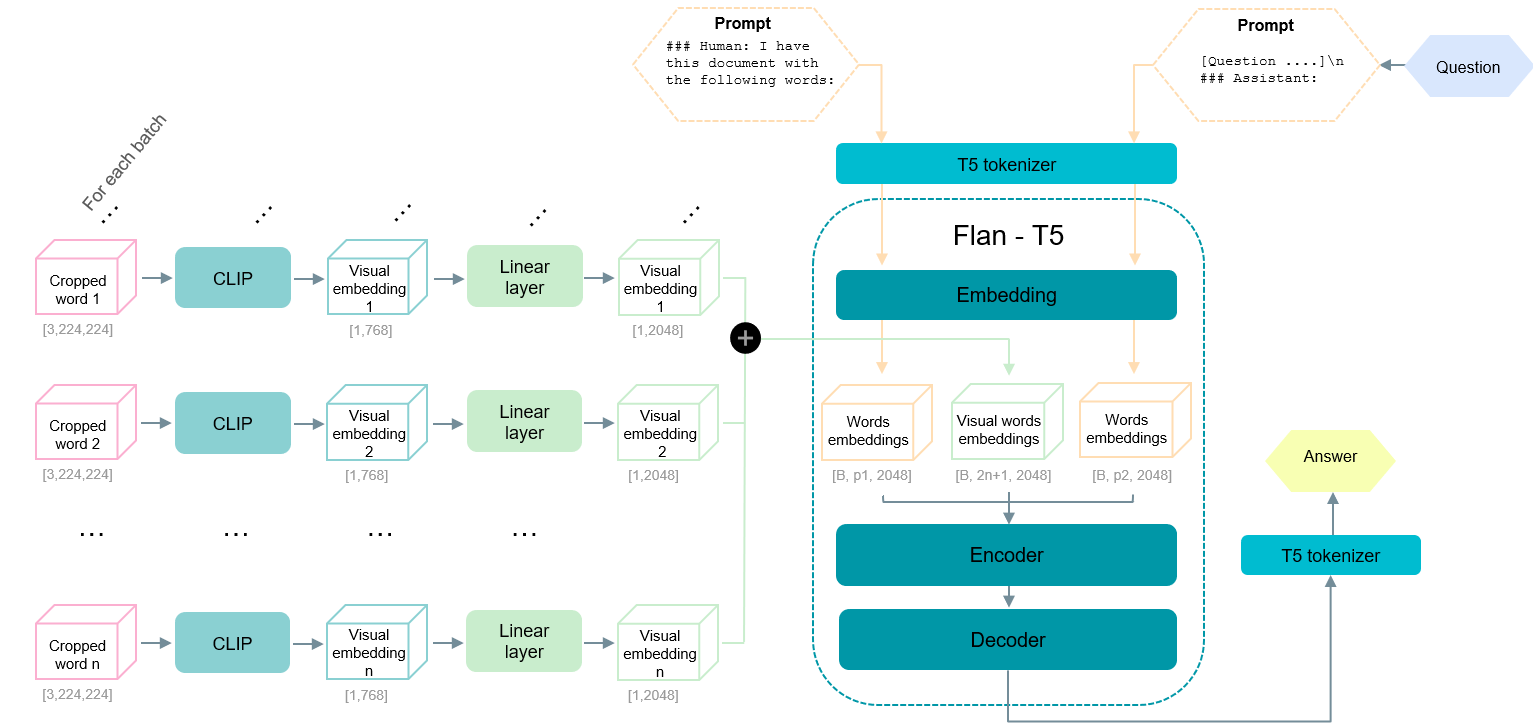 Prompt
### Human: I have
this document with
the following words:
Prompt
[Question ....]\n
### Assistant:
Question
T5 tokenizer
For each batch
...
...
...
...
...
Flan - T5
Cropped
word 1
[3,224,224]
CLIP
Visual
embedding
1
[1,768]
Linear
layer
Visual
embedding
1
[1,2048]
+
Embedding
Cropped
word 2
[3,224,224]
CLIP
Visual
embedding
2
[1,768]
Linear
layer
Visual
embedding
2
[1,2048]
Words
embeddings
[B, p1, 2048]
Visual words
embeddings
[B, 2n+1, 2048]
Words
embeddings
[B, p2, 2048]
Answer
...
...
...
...
Encoder
T5 tokenizer
Cropped
word n
[3,224,224]
CLIP
Visual
embedding
n
[1,768]
Linear
layer
Visual
embedding
n
[1,2048]
Decoder